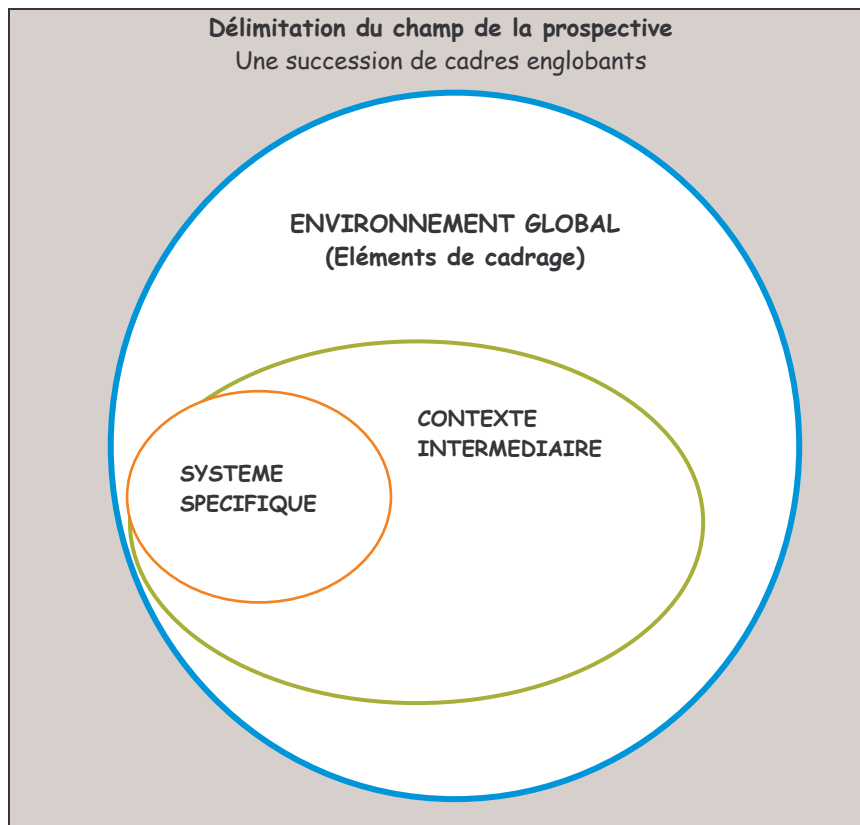 Délimitation du champ de la prospective
Une succession de cadres englobants
ENVIRONNEMENT GLOBAL
(Eléments de cadrage)
CONTEXTE
INTERMEDIAIRE
SYSTEME
SPECIFIQUE